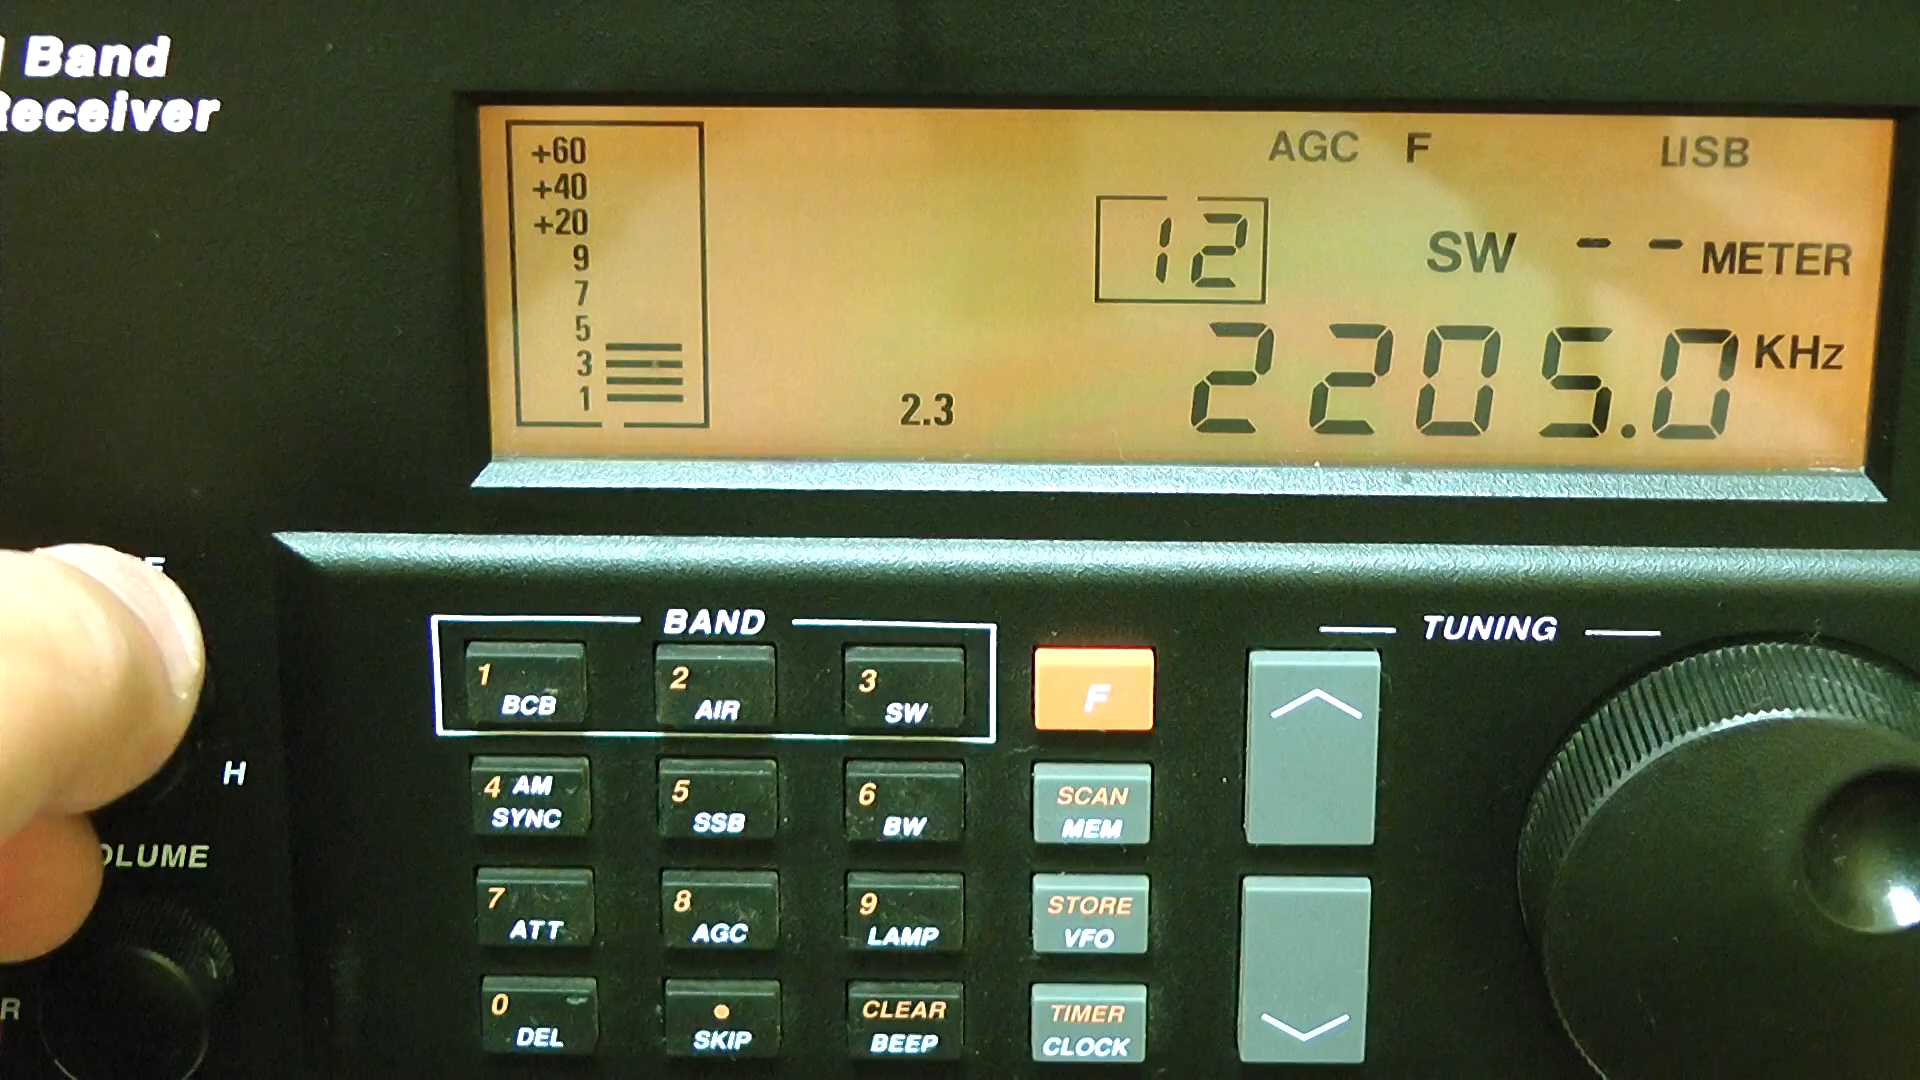 Band
Receiver
+60
+40
+20
9
7
5
3
1
AGC F USB
12
SW -- METER
2205.0 KHz
2.3
H
BAND
1 BCB
2 AIR
3 SW
F
4 AM SYNC
5 SSB
6 BW
SCAN
MEM
7 ATT
8 AGC
9 LAMP
STORE
VFO
0 DEL
• SKIP
CLEAR
BEEP
TIMER
CLOCK
TUNING
OLUME
R